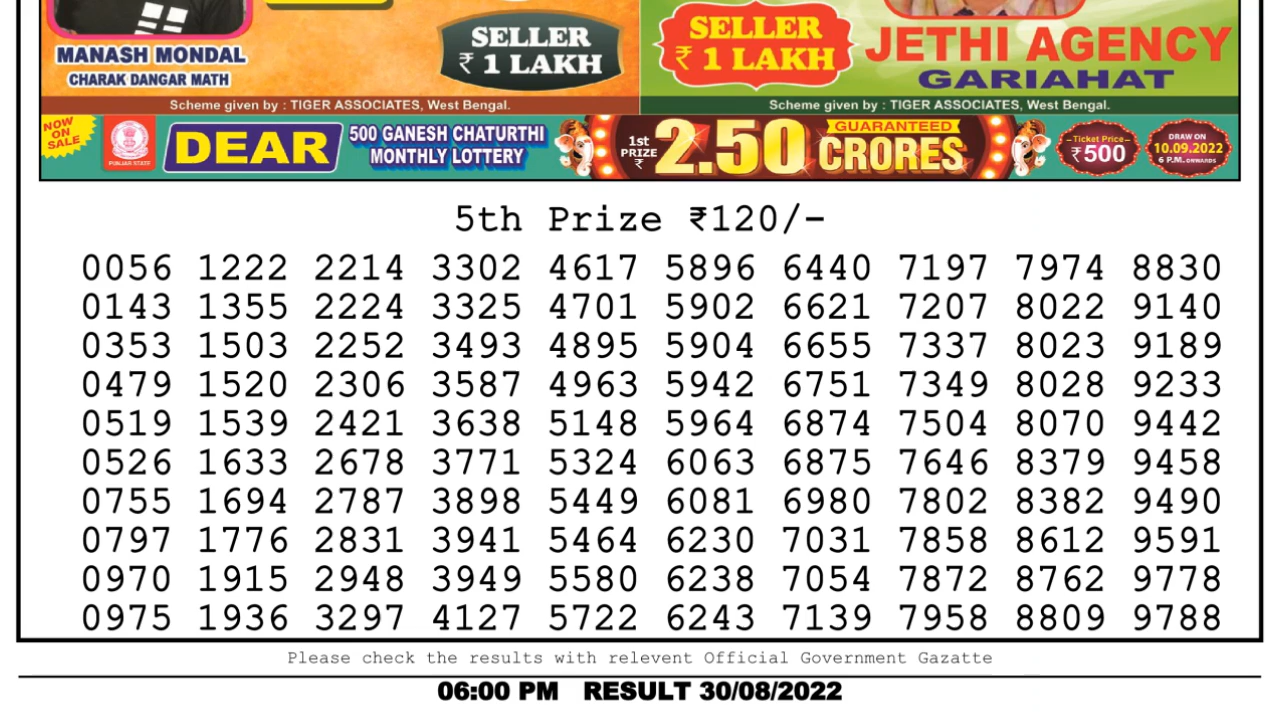 MANASH MONDAL
CHARAK DANGAR MATH
SELLER
₹ 1 LAKH
SELLER
₹ 1 LAKH
JETHI AGENCY
GARIAHAT
Scheme given by : TIGER ASSOCIATES, West Bengal.
Scheme given by : TIGER ASSOCIATES, West Bengal.
NOW
ON
SALE
PUNJAB STATE
DEAR
500 GANESH CHATURTHI
MONTHLY LOTTERY
1st
PRIZE
₹
2.50
GUARANTEED
CRORES
Ticket Price
₹500
DRAW ON
10.09.2022
6 P.M. ONWARDS
5th Prize ₹120/-
0056 1222 2214 3302 4617 5896 6440 7197 7974 8830
0143 1355 2224 3325 4701 5902 6621 7207 8022 9140
0353 1503 2252 3493 4895 5904 6655 7337 8023 9189
0479 1520 2306 3587 4963 5942 6751 7349 8028 9233
0519 1539 2421 3638 5148 5964 6874 7504 8070 9442
0526 1633 2678 3771 5324 6063 6875 7646 8379 9458
0755 1694 2787 3898 5449 6081 6980 7802 8382 9490
0797 1776 2831 3941 5464 6230 7031 7858 8612 9591
0970 1915 2948 3949 5580 6238 7054 7872 8762 9778
0975 1936 3297 4127 5722 6243 7139 7958 8809 9788
Please check the results with relevent Official Government Gazatte
06:00 PM RESULT 30/08/2022